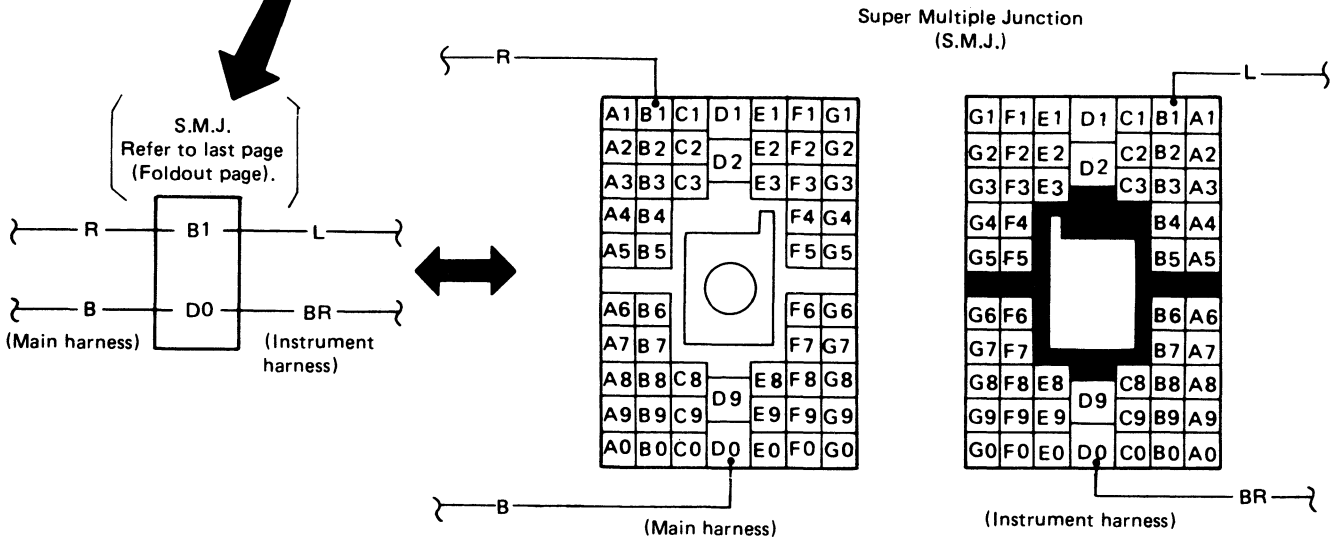 Super Multiple Junction
(S.M.J.)
S.M.J.
Refer to last page
(Foldout page).
R B1 L
B D0 BR
(Main harness) (Instrument
harness)
R
A1 B1 C1 D1 E1 F1 G1
A2 B2 C2 D2 E2 F2 G2
A3 B3 C3 E3 F3 G3
A4 B4 F4 G4
A5 B5 F5 G5
A6 B6 F6 G6
A7 B7 F7 G7
A8 B8 C8 E8 F8 G8
A9 B9 C9 D9 E9 F9 G9
A0 B0 C0 D0 E0 F0 G0
B
(Main harness)
L
G1 F1 E1 D1 C1 B1 A1
G2 F2 E2 D2 C2 B2 A2
G3 F3 E3 C3 B3 A3
G4 F4 B4 A4
G5 F5 B5 A5
G6 F6 B6 A6
G7 F7 B7 A7
G8 F8 E8 C8 B8 A8
G9 F9 E9 D9 C9 B9 A9
G0 F0 E0 D0 C0 B0 A0
BR
(Instrument harness)